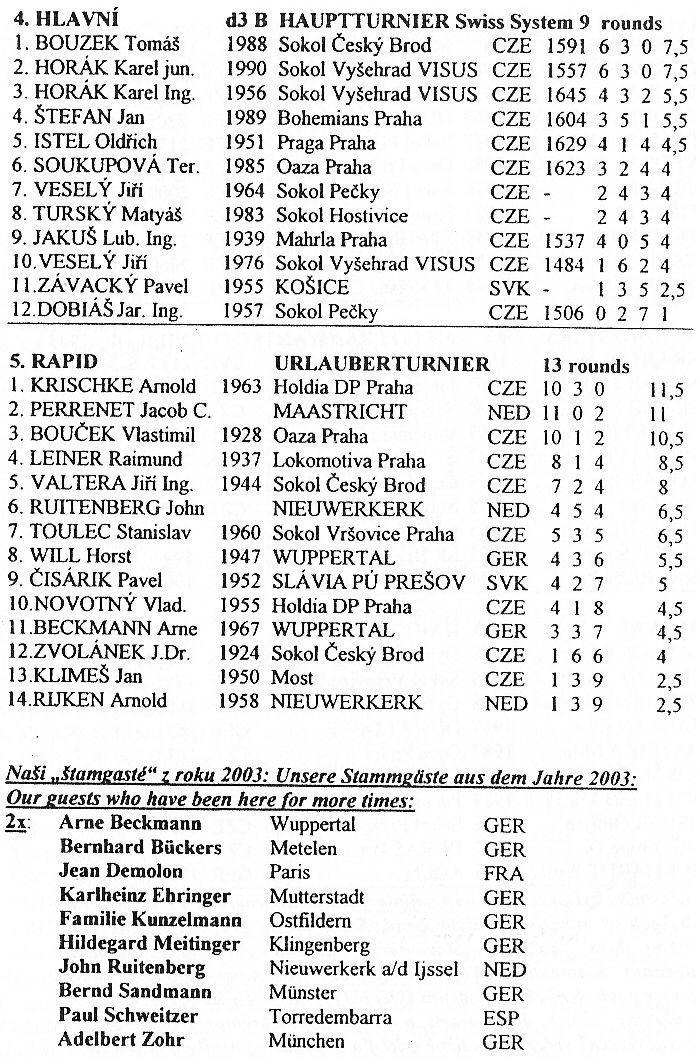 4. HLAVNÍ d3 B HAUPTTURNIER Swiss System 9 rounds
1. BOUZEK Tomáš 1988 Sokol Český Brod CZE 1591 6 3 0 7,5
2. HORÁK Karel jun. 1990 Sokol Vyšehrad VISUS CZE 1557 6 3 0 7,5
3. HORÁK Karel Ing. 1956 Sokol Vyšehrad VISUS CZE 1645 4 3 2 5,5
4. ŠTEFAN Jan 1989 Bohemians Praha CZE 1604 3 5 1 5,5
5. ISTEL Oldřich 1951 Praga Praha CZE 1629 4 1 4 4,5
6. SOUKUPOVÁ Ter. 1985 Oaza Praha CZE 1623 3 2 4 4
7. VESELÝ Jiří 1964 Sokol Pečky CZE - 2 4 3 4
8. TURSKÝ Matyáš 1983 Sokol Hostivice CZE - 2 4 3 4
9. JAKUŠ Lub. Ing. 1939 Mahrla Praha CZE 1537 4 0 5 4
10.VESELÝ Jiří 1976 Sokol Vyšehrad VISUS CZE 1484 1 6 2 4
11.ZÁVACKÝ Pavel 1955 KOŠICE SVK - 1 3 5 2,5
12.DOBIÁŠ Jar. Ing. 1957 Sokol Pečky CZE 1506 0 2 7 1
5. RAPID URLAUBERTURNIER 13 rounds
1. KRISCHKE Arnold 1963 Holdia DP Praha CZE 10 3 0 11,5
2. PERRENET Jacob C. MAASTRICHT NED 11 0 2 11
3. BOUČEK Vlastimil 1928 Oaza Praha CZE 10 1 2 10,5
4. LEINER Raimund 1937 Lokomotiva Praha CZE 8 1 4 8,5
5. VALTERA Jiří Ing. 1944 Sokol Český Brod CZE 7 2 4 8
6. RUITENBERG John NIEUWERKERK NED 4 5 4 6,5
7. TOULEC Stanislav 1960 Sokol Vršovice Praha CZE 5 3 5 6,5
8. WILL Horst 1947 WUPPERTAL GER 4 3 6 5,5
9. ČISÁRIK Pavel 1952 SLÁVIA PÚ PREŠOV SVK 4 2 7 5
10.NOVOTNÝ Vlad. 1955 Holdia DP Praha CZE 4 1 8 4,5
11.BECKMANN Arne 1967 WUPPERTAL GER 3 3 7 4,5
12.ZVOLÁNEK J.Dr. 1924 Sokol Český Brod CZE 1 6 6 4
13.KLIMEŠ Jan 1950 Most CZE 1 3 9 2,5
14.RIJKEN Arnold 1958 NIEUWERKERK NED 1 3 9 2,5
Naši „štamgasté“ z roku 2003: Unsere Stammgäste aus dem Jahre 2003:
Our guests who have been here for more times:
2x: Arne Beckmann Wuppertal GER
Bernhard Bückers Metelen GER
Jean Demolon Paris FRA
Karlheinz Ehringer Mutterstadt GER
Familie Kunzelmann Ostfildern GER
Hildegard Meitinger Klingenberg GER
John Ruitenberg Nieuwerkerk a/d Ijssel NED
Bernd Sandmann Münster GER
Paul Schweitzer Torredembarra ESP
Adelbert Zohr München GER